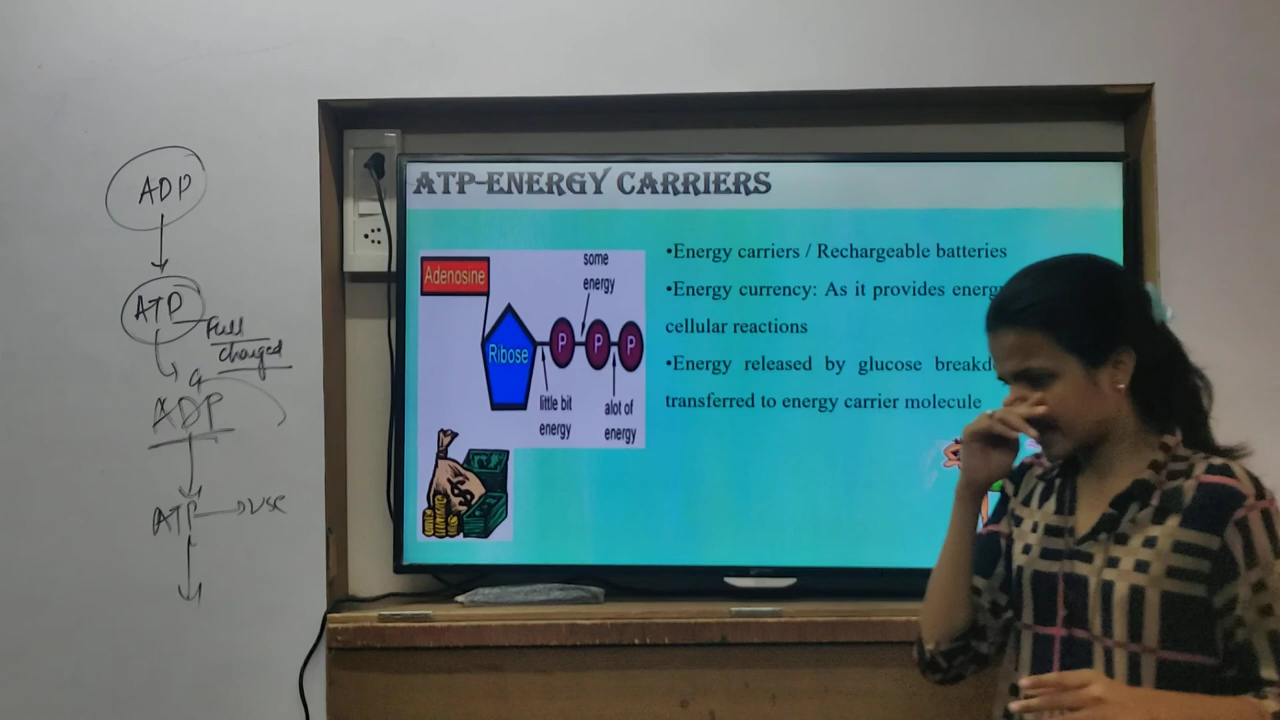 ADP
ATP
Full
charged
ADP
ATP
use
ATP-ENERGY CARRIERS
Adenosine
Ribose
P
P
P
some
energy
little bit
energy
alot of
energy
•Energy carriers / Rechargeable batteries
•Energy currency: As it provides
cellular reactions
•Energy released by glucose
transferred to energy carrier molecule